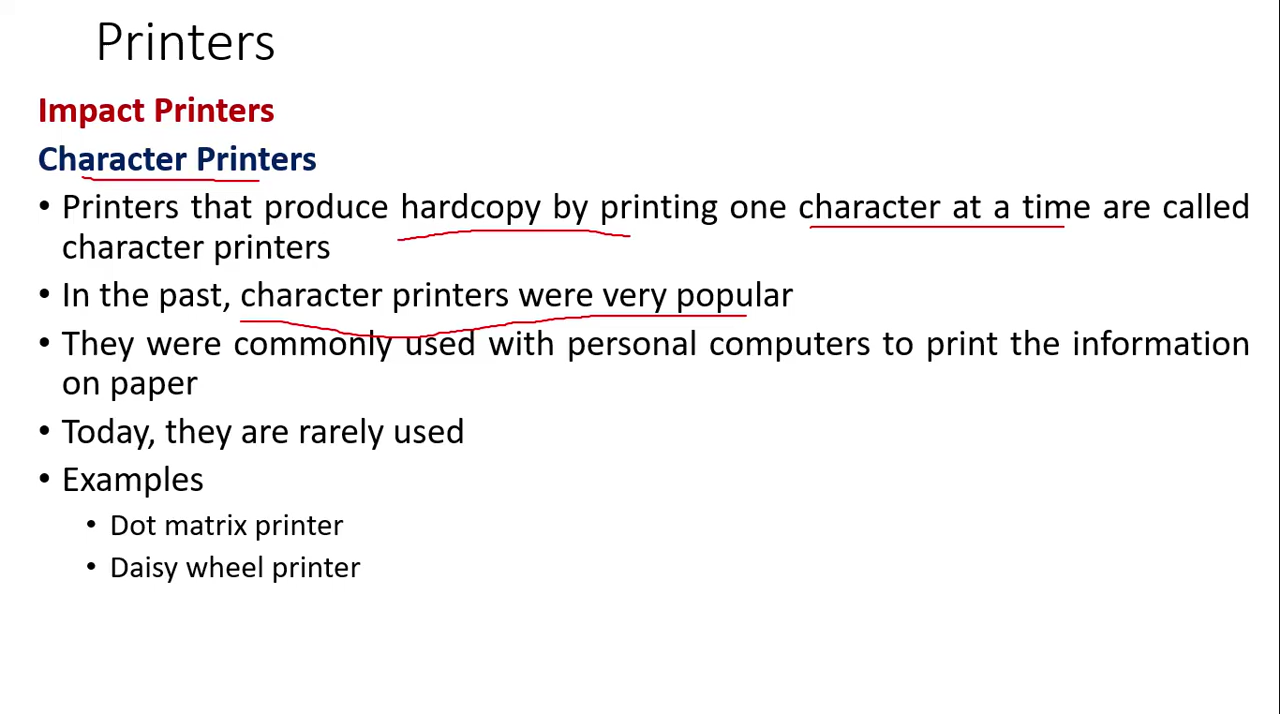 Printers
Impact Printers
Character Printers
• Printers that produce hardcopy by printing one character at a time are called
character printers
• In the past, character printers were very popular
• They were commonly used with personal computers to print the information
on paper
• Today, they are rarely used
• Examples
• Dot matrix printer
• Daisy wheel printer